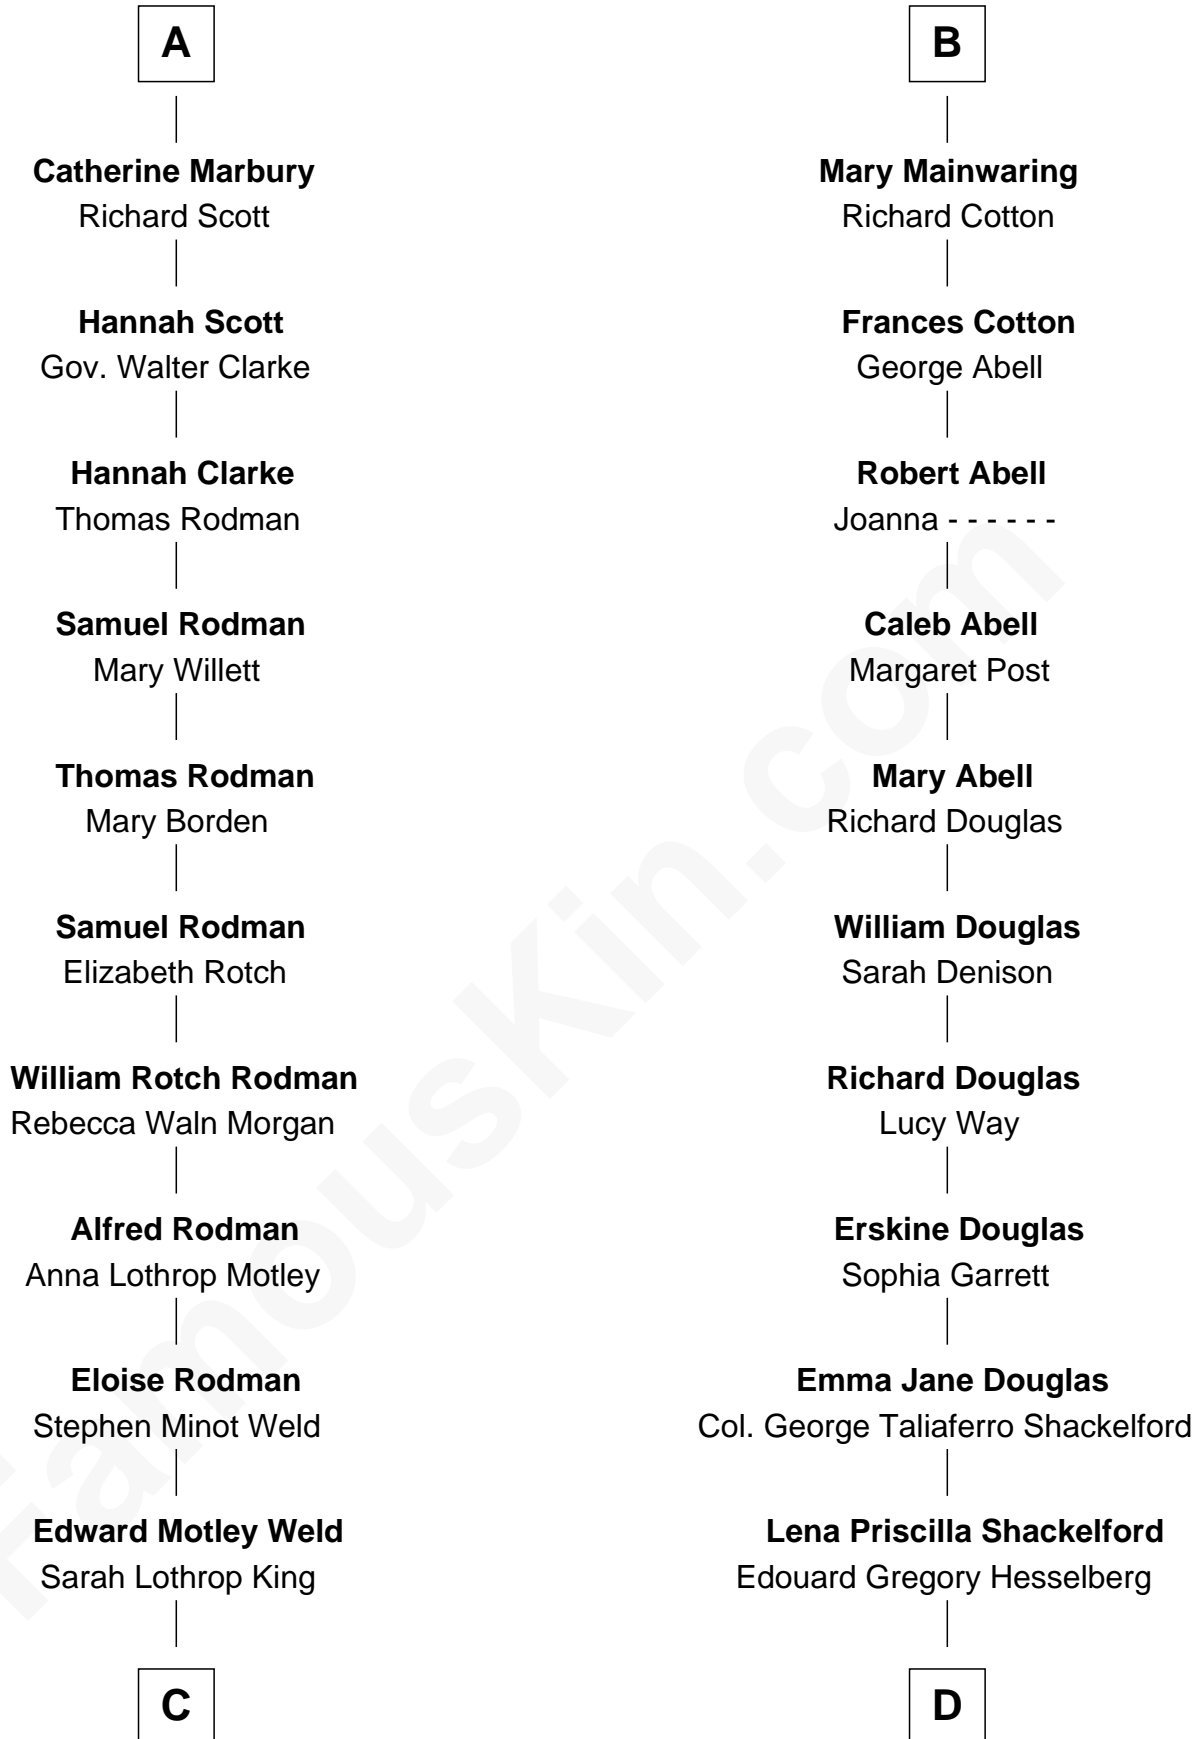 A
Catherine Marbury
Richard Scott
Hannah Scott
Gov. Walter Clarke
Hannah Clarke
Thomas Rodman
Samuel Rodman
Mary Willett
Thomas Rodman
Mary Borden
Samuel Rodman
Elizabeth Rotch
William Rotch Rodman
Rebecca Waln Morgan
Alfred Rodman
Anna Lothrop Motley
Eloise Rodman
Stephen Minot Weld
Edward Motley Weld
Sarah Lothrop King
C
B
Mary Mainwaring
Richard Cotton
Frances Cotton
George Abell
Robert Abell
Joanna - - - - - -
Caleb Abell
Margaret Post
Mary Abell
Richard Douglas
William Douglas
Sarah Denison
Richard Douglas
Lucy Way
Erskine Douglas
Sophia Garrett
Emma Jane Douglas
Col. George Taliaferro Shackelford
Lena Priscilla Shackelford
Edouard Gregory Hesselberg
D
FamousKin.com